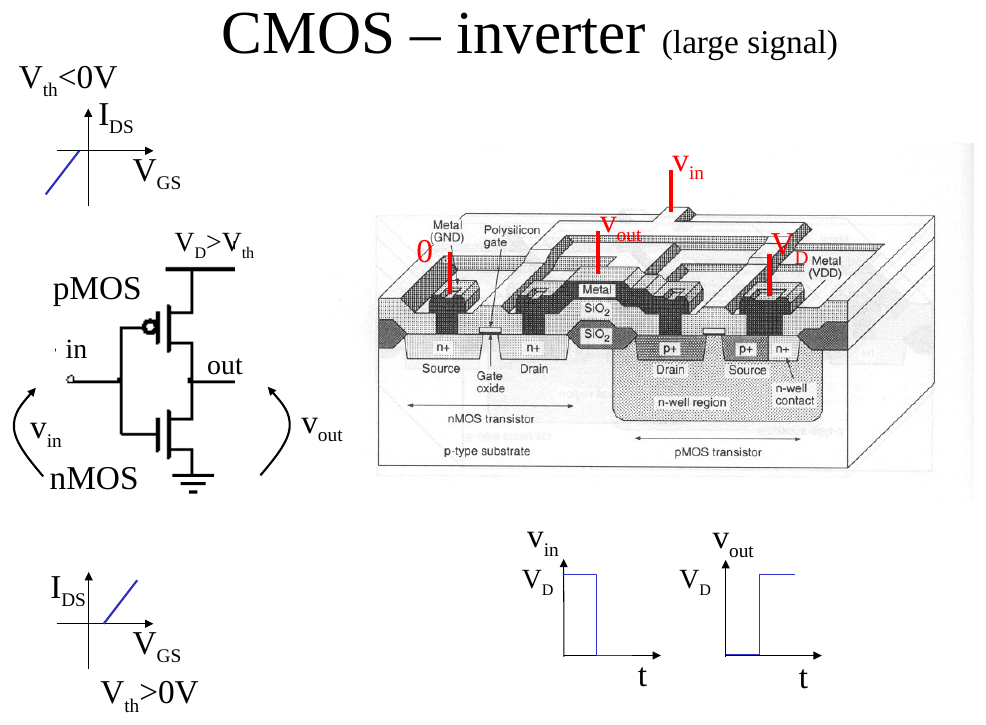 CMOS – inverter (large signal)
Vth<0V
IDS
VGS
VD>Vth
pMOS
in
out
vin
vout
nMOS
IDS
VGS
Vth>0V
vin
vout
0
VD
Metal
(GND)
Polysilicon
gate
Metal
(VDD)
Metal
SiO2
SiO2
n+
n+
p+
p+
n+
Source
Gate
oxide
Drain
Drain
Source
n-well
contact
n-well region
nMOS transistor
pMOS transistor
p-type substrate
vin
VD
t
vout
VD
t